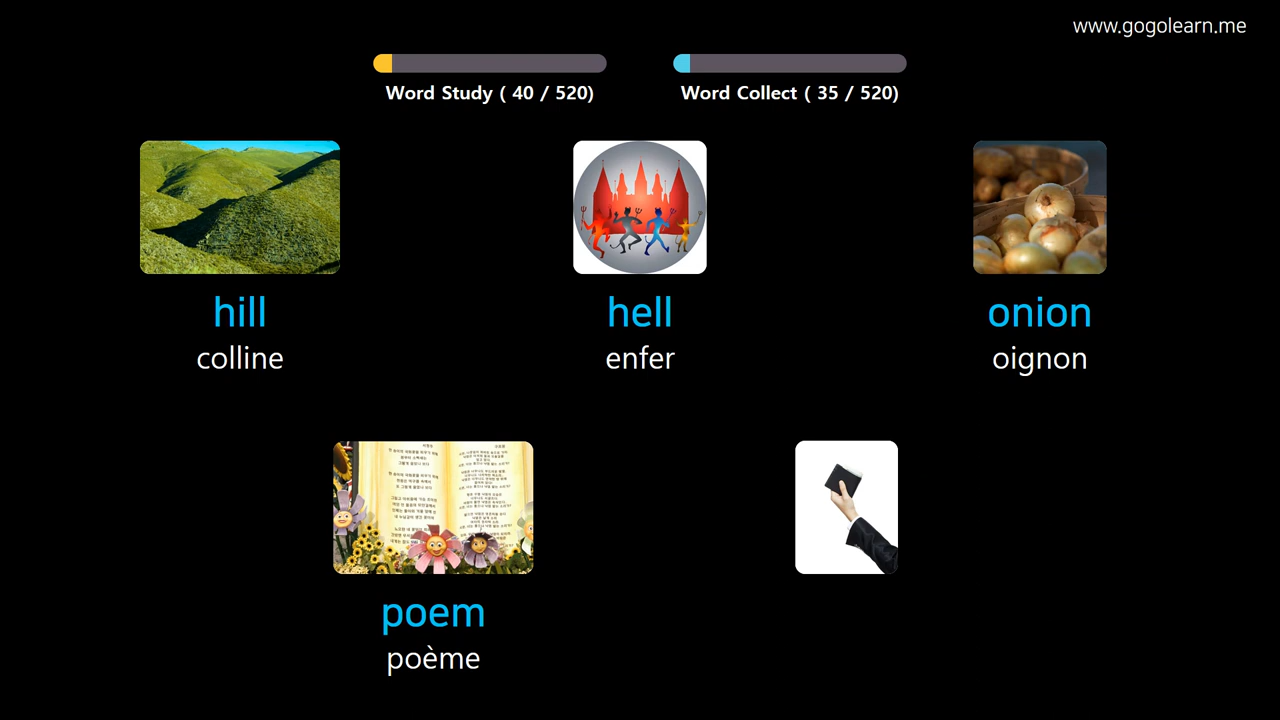 www.gogolearn.me
Word Study ( 40 / 520)
Word Collect ( 35 / 520)
hill
hell
onion
colline
enfer
oignon
poem
poème